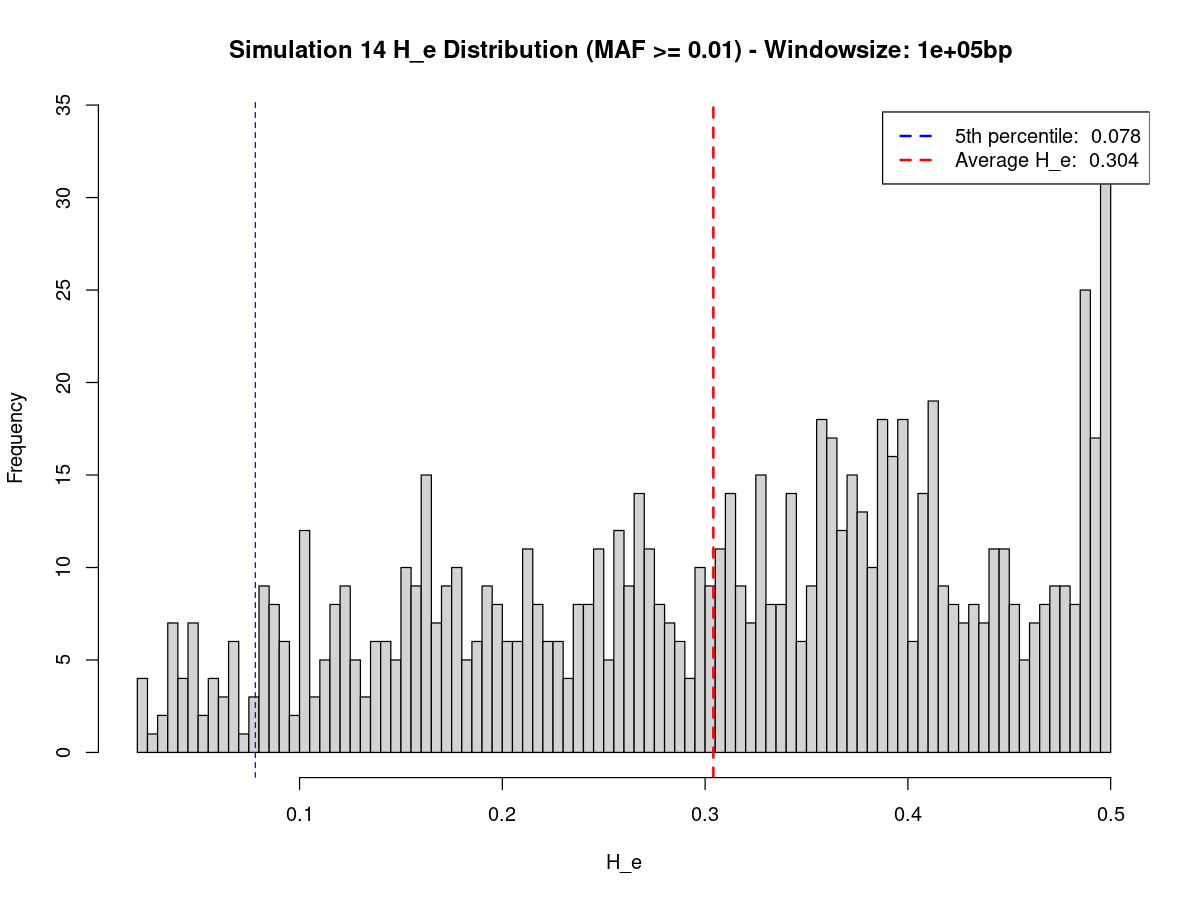 Simulation 14 H_e Distribution (MAF >= 0.01) - Windowsize: 1e+05bp
5th percentile:  0.078
Average H_e:  0.304
35
30
25
20
15
10
5
0
Frequency
0.1 0.2 0.3 0.4 0.5
H_e